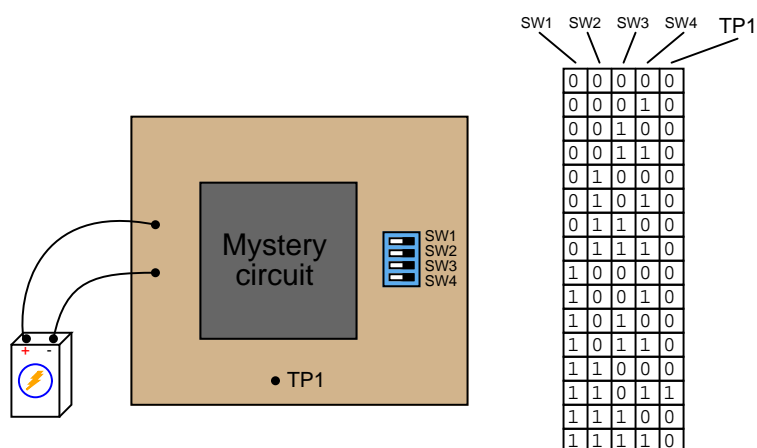 SW1 SW2 SW3 SW4 TP1
0 0 0 0 0
0 0 0 1 0
0 0 1 0 0
0 0 1 1 0
0 1 0 0 0
0 1 0 1 0
0 1 1 0 0
0 1 1 1 0
1 0 0 0 0
1 0 0 1 0
1 0 1 0 0
1 0 1 1 0
1 1 0 0 0
1 1 0 1 1
1 1 1 0 0
1 1 1 1 0
Mystery
circuit
SW1
SW2
SW3
SW4
+ -
TP1